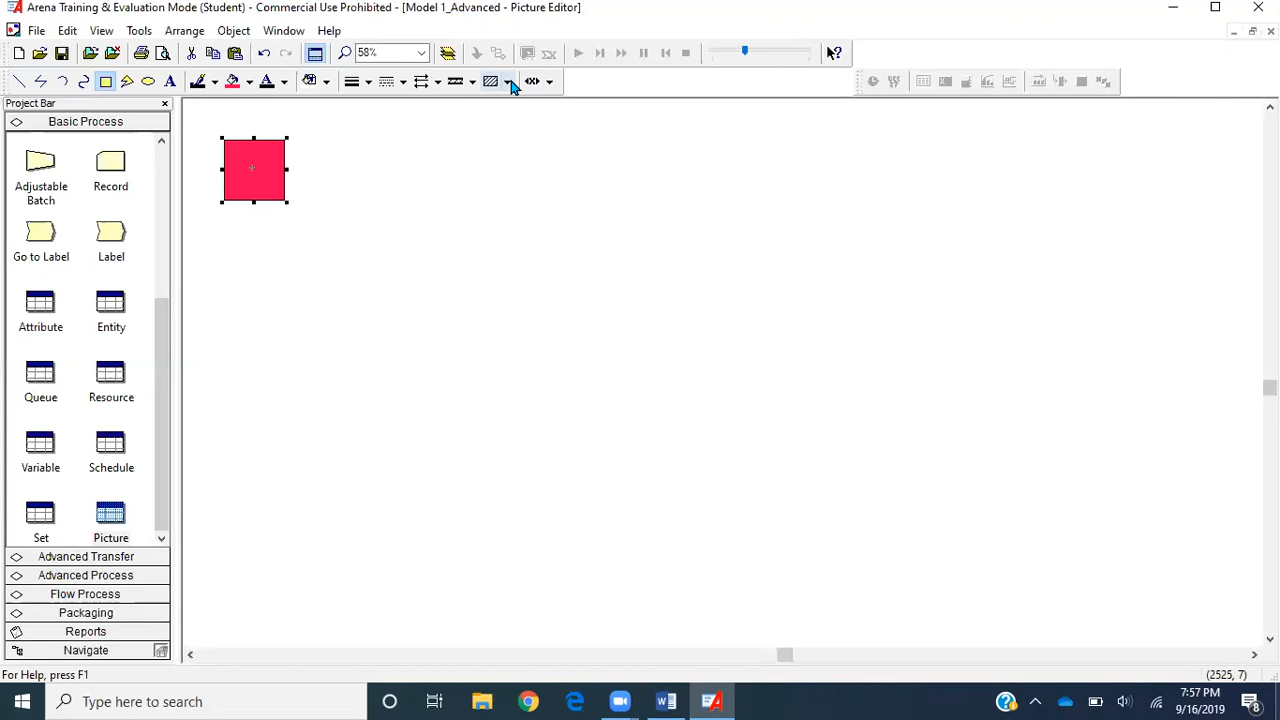 Arena Training & Evaluation Mode (Student) - Commercial Use Prohibited - [Model 1_Advanced - Picture Editor]
File Edit View Tools Arrange Object Window Help
58%
A A
Project Bar
Basic Process
Adjustable Batch
Record
Go to Label
Label
Attribute
Entity
Queue
Resource
Variable
Schedule
Set
Picture
Advanced Transfer
Advanced Process
Flow Process
Packaging
Reports
Navigate
For Help, press F1
(2525, 7)
Type here to search
7:57 PM
9/16/2019
8